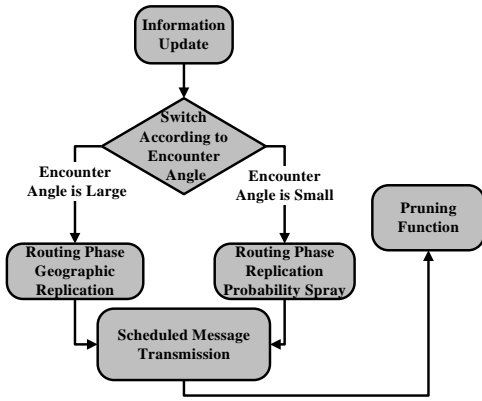 Information
Update
Switch
According to
Encounter
Angle
Encounter
Angle is Large
Encounter
Angle is Small
Pruning
Function
Routing Phase
Geographic
Replication
Routing Phase
Replication
Probability Spray
Scheduled Message
Transmission